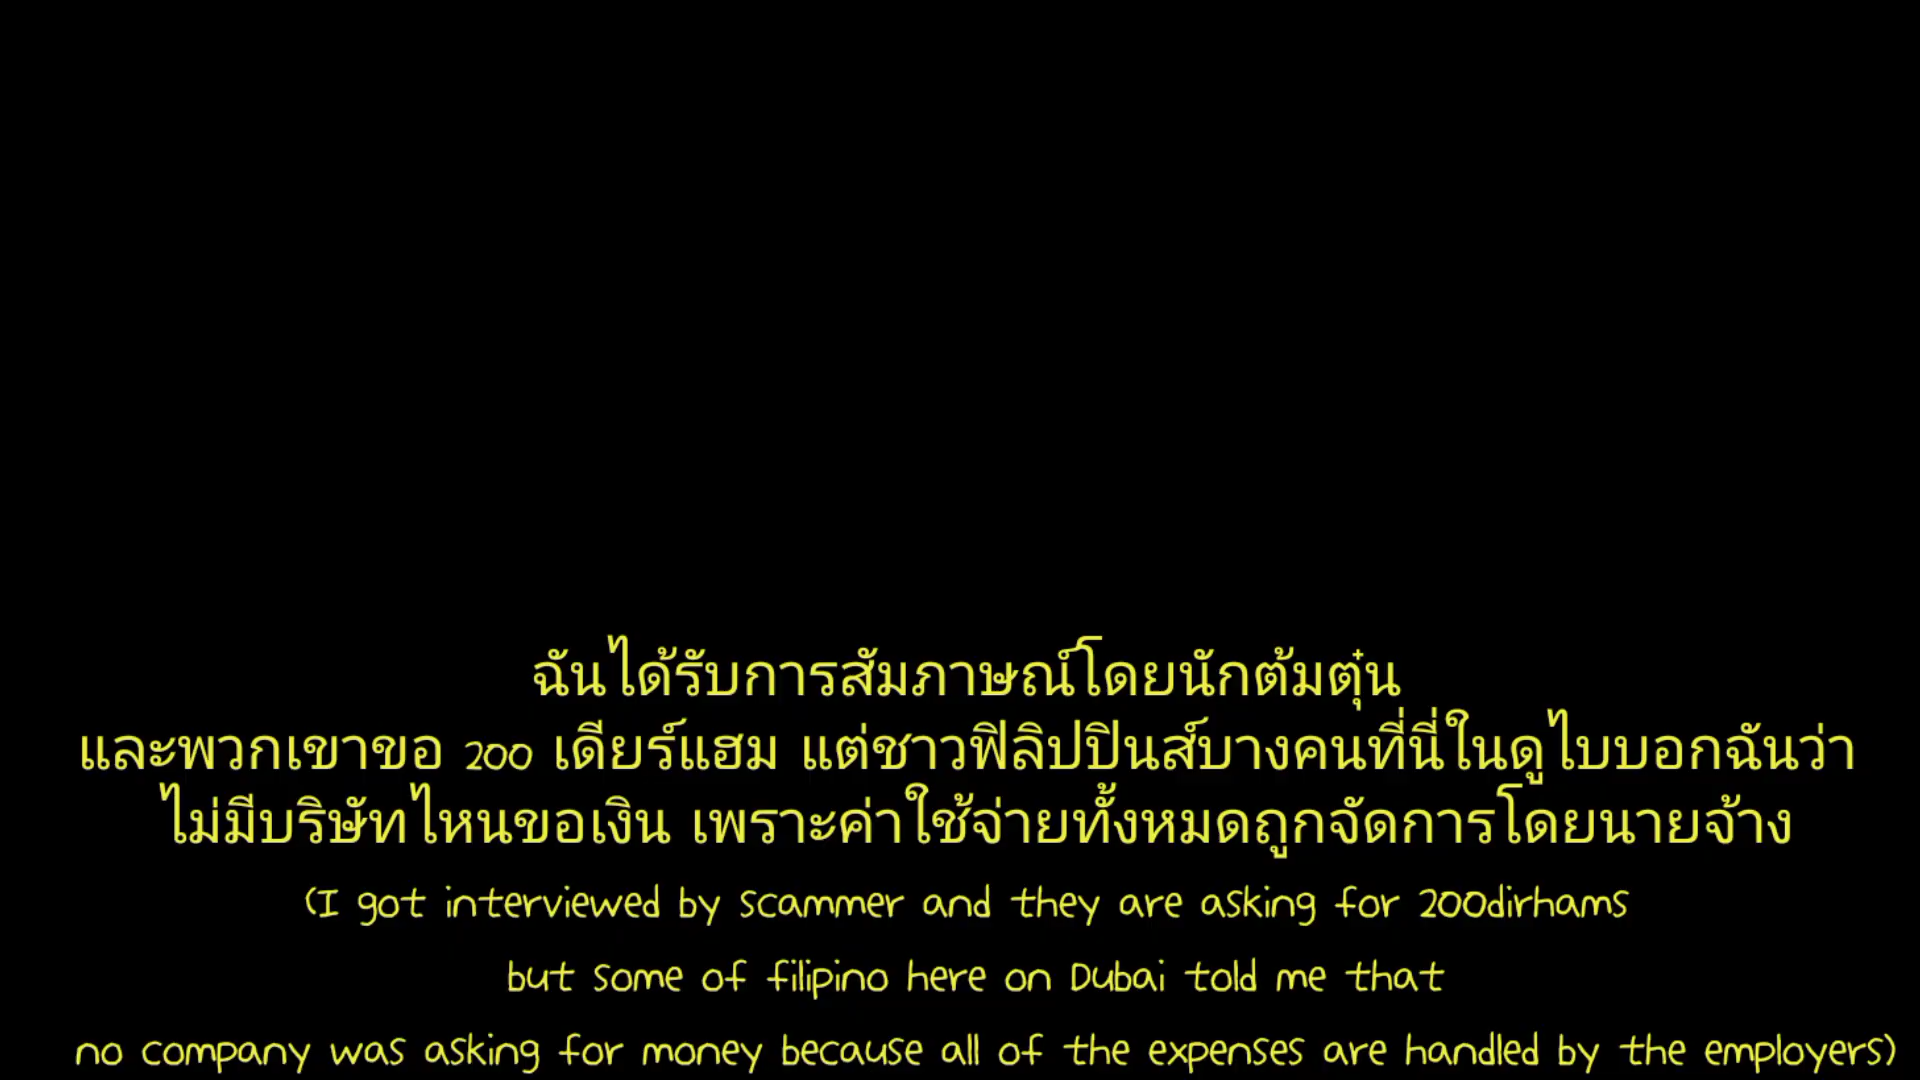 ฉันได้รับการสัมภาษณ์โดยนักต้มตุ๋น
และพวกเขาขอ 200 เดียร์แฮม แต่ชาวฟิลิปปินส์บางคนที่นี่ในดูไบบอกฉันว่า
ไม่มีบริษัทไหนขอเงิน เพราะค่าใช้จ่ายทั้งหมดถูกจัดการโดยนายจ้าง
(I got interviewed by scammer and they are asking for 200dirhams
but some of filipino here on Dubai told me that
no company was asking for money because all of the expenses are handled by the employers)